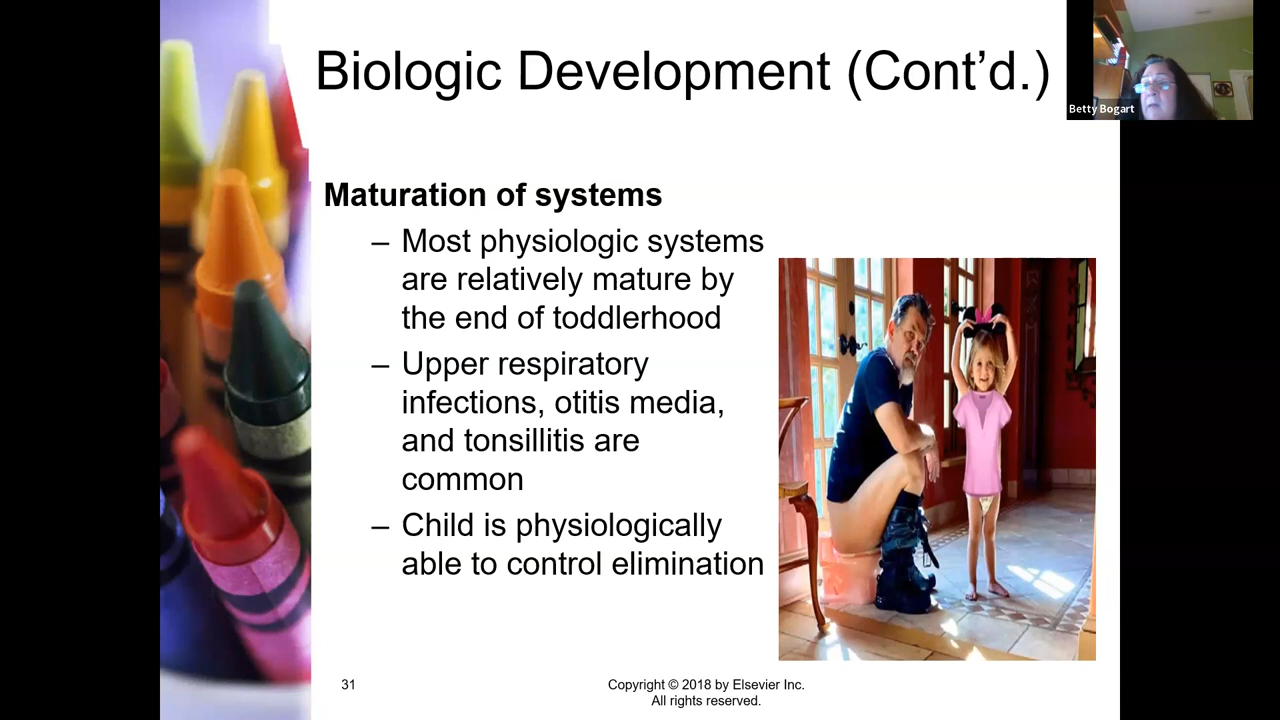 Biologic Development (Cont’d.)
Betty Bogart
Maturation of systems
– Most physiologic systems
are relatively mature by
the end of toddlerhood
– Upper respiratory
infections, otitis media,
and tonsillitis are
common
– Child is physiologically
able to control elimination
31
Copyright © 2018 by Elsevier Inc.
All rights reserved.